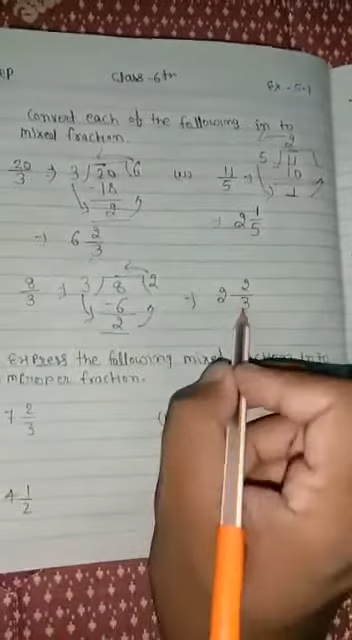 Class-6th
Ex-5.1
Convert each of the following in to
mixed fraction.
20/3 ⇒ 3)20(6
-18
2
→ 6 2/3
(ii) 11/5 ⇒ 5)11
2
10
1
→ 2 1/5
8/3 ⇒ 3)8(2
-6
2
→ 2 2/3
Express the following mixed in to
improper fraction.
7 2/3
4 1/2